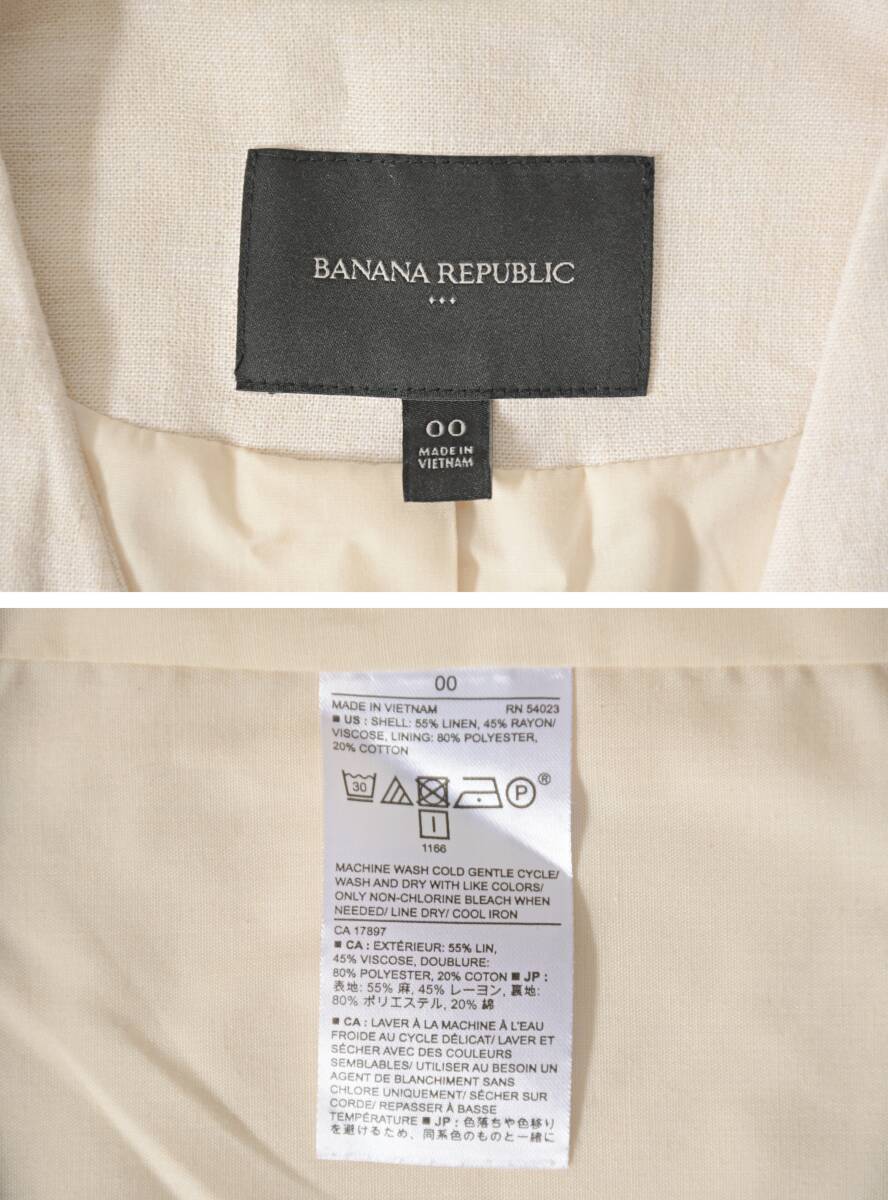 BANANA REPUBLIC
00
MADE IN
VIETNAM
00
MADE IN VIETNAM RN 54023
■ US : SHELL: 55% LINEN, 45% RAYON/
VISCOSE, LINING: 80% POLYESTER,
20% COTTON
30
P
®
1166
MACHINE WASH COLD GENTLE CYCLE/
WASH AND DRY WITH LIKE COLORS/
ONLY NON-CHLORINE BLEACH WHEN
NEEDED/ LINE DRY/ COOL IRON
CA 17897
■ CA : EXTÉRIEUR: 55% LIN,
45% VISCOSE, DOUBLURE:
80% POLYESTER, 20% COTON ■ JP :
表地: 55% 麻, 45% レーヨン, 裏地:
80% ポリエステル, 20% 綿
■ CA : LAVER À LA MACHINE À L'EAU
FROIDE AU CYCLE DÉLICAT/ LAVER ET
SÉCHER AVEC DES COULEURS
SEMBLABLES/ UTILISER AU BESOIN UN
AGENT DE BLANCHIMENT SANS
CHLORE UNIQUEMENT/ SÉCHER SUR
CORDE/ REPASSER À BASSE
TEMPÉRATURE ■ JP : 色落ちや色移り
を避けるため、同系色のものと一緒に